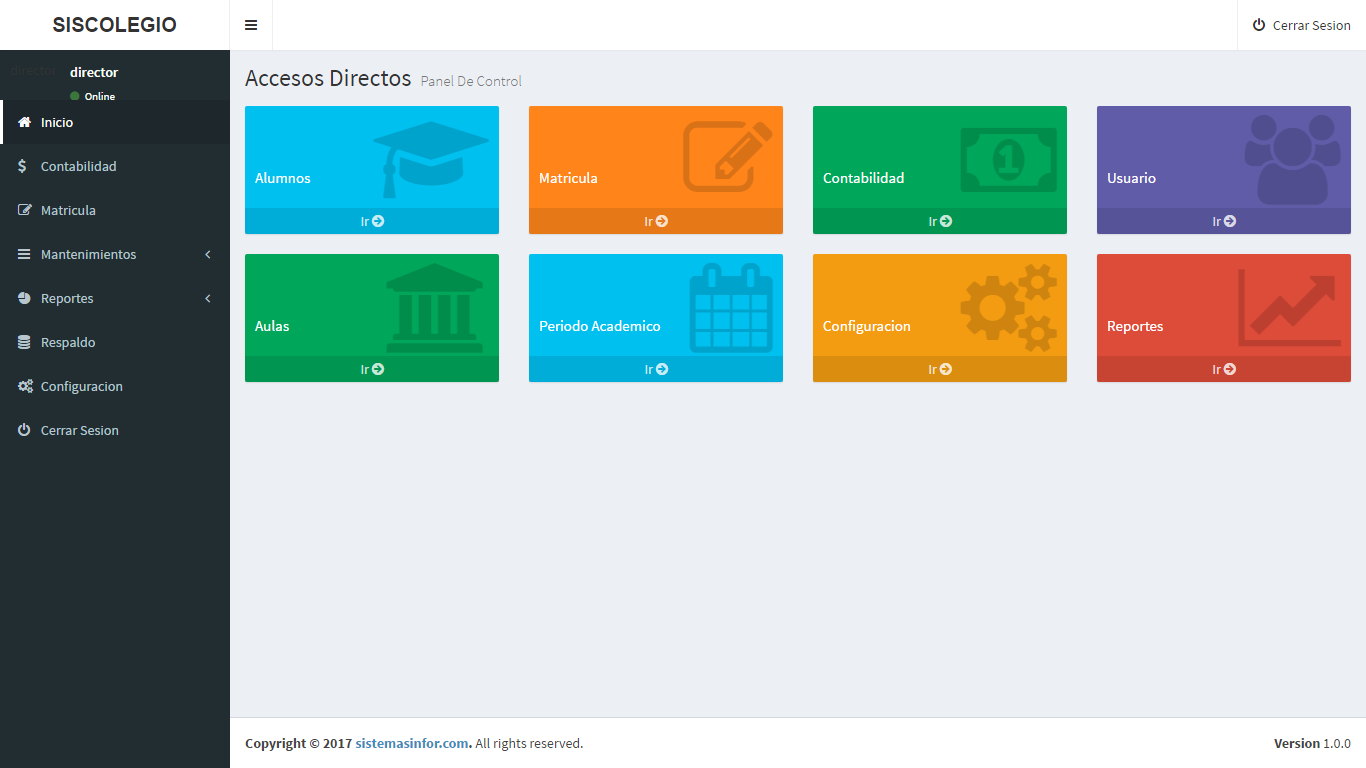 SISCOLEGIO
Cerrar Sesion
director
director
Online
Inicio
Contabilidad
Matricula
Mantenimientos
Reportes
Respaldo
Configuracion
Cerrar Sesion
Accesos Directos Panel De Control
Alumnos
Ir
Matricula
Ir
Contabilidad
Ir
1
Usuario
Ir
Aulas
Ir
Periodo Academico
Ir
Configuracion
Ir
Reportes
Ir
Copyright © 2017 sistemasinfor.com. All rights reserved.
Version 1.0.0